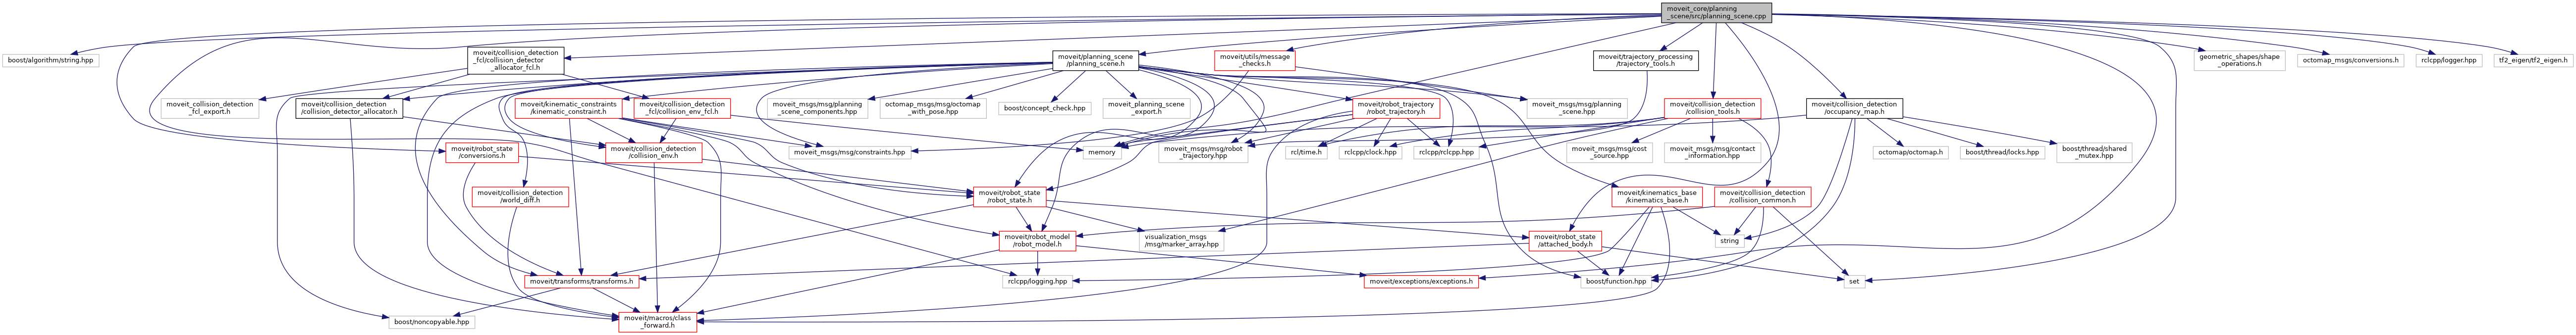 moveit_core/planning
_scene/src/planning_scene.cpp
boost/algorithm/string.hpp
moveit/collision_detection
_fcl/collision_detector
_allocator_fcl.h
moveit/planning_scene
/planning_scene.h
moveit/utils/message
_checks.h
moveit/trajectory_processing
/trajectory_tools.h
geometric_shapes/shape
_operations.h
octomap_msgs/conversions.h
rclcpp/logger.hpp
tf2_eigen/tf2_eigen.h
moveit_collision_detection
_fcl_export.h
moveit/collision_detection
/collision_detector_allocator.h
moveit/kinematic_constraints
/kinematic_constraint.h
moveit/collision_detection
_fcl/collision_env_fcl.h
moveit_msgs/msg/planning
_scene_components.hpp
octomap_msgs/msg/octomap
_with_pose.hpp
boost/concept_check.hpp
moveit_planning_scene
_export.h
moveit/robot_trajectory
/robot_trajectory.h
moveit_msgs/msg/planning
_scene.hpp
moveit/collision_detection
/collision_tools.h
moveit/collision_detection
/occupancy_map.h
moveit/robot_state
/conversions.h
moveit/collision_detection
/collision_env.h
moveit_msgs/msg/constraints.hpp
memory
moveit_msgs/msg/robot
_trajectory.hpp
rcl/time.h
rclcpp/clock.hpp
rclcpp/rclcpp.hpp
moveit_msgs/msg/cost
_source.hpp
moveit_msgs/msg/contact
_information.hpp
octomap/octomap.h
boost/thread/locks.hpp
boost/thread/shared
_mutex.hpp
moveit/collision_detection
/world_diff.h
moveit/robot_state
/robot_state.h
moveit/kinematics_base
/kinematics_base.h
moveit/collision_detection
/collision_common.h
moveit/robot_model
/robot_model.h
visualization_msgs
/msg/marker_array.hpp
moveit/robot_state
/attached_body.h
string
moveit/transforms/transforms.h
rclcpp/logging.hpp
moveit/exceptions/exceptions.h
boost/function.hpp
set
boost/noncopyable.hpp
moveit/macros/class
_forward.h